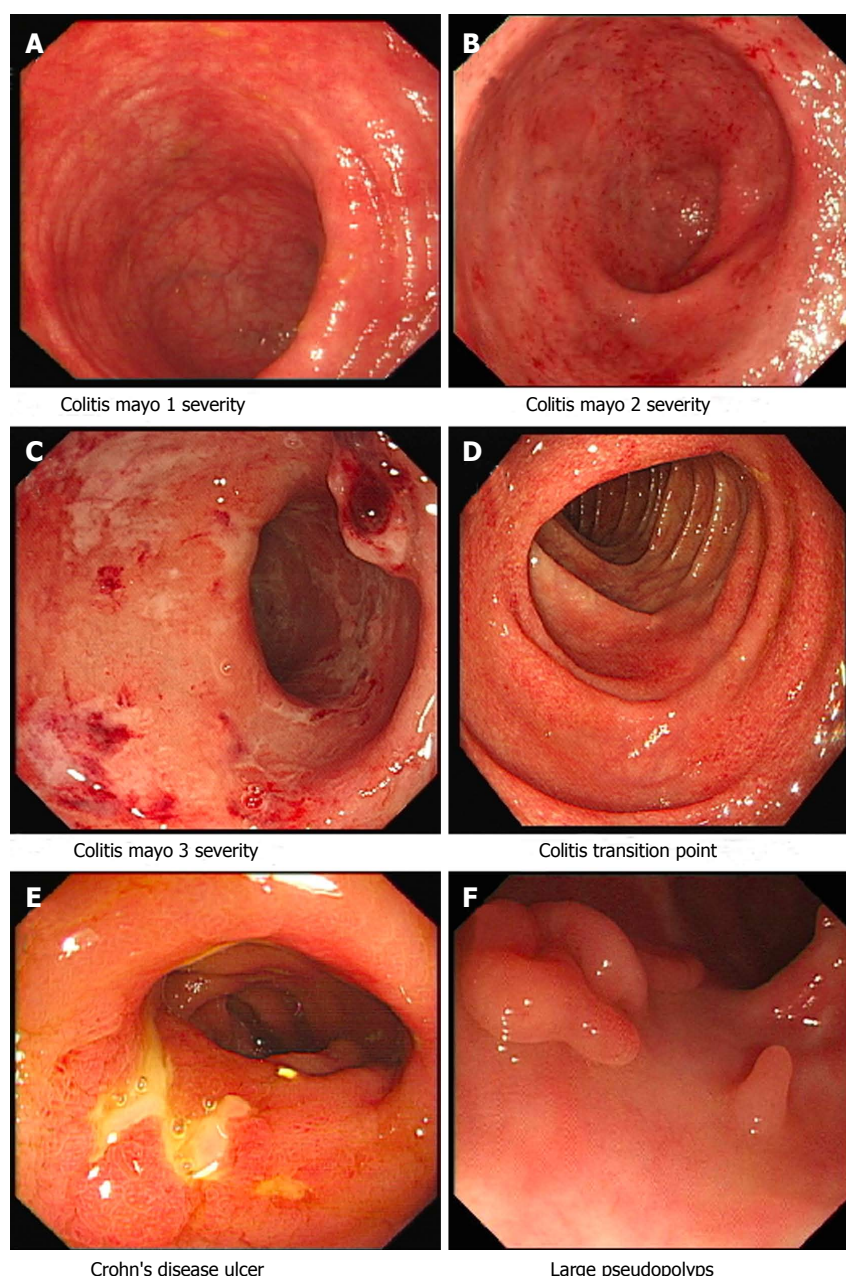 A
B
Colitis mayo 1 severity
Colitis mayo 2 severity
C
D
Colitis mayo 3 severity
Colitis transition point
E
F
Crohn's disease ulcer
Large pseudopolyps